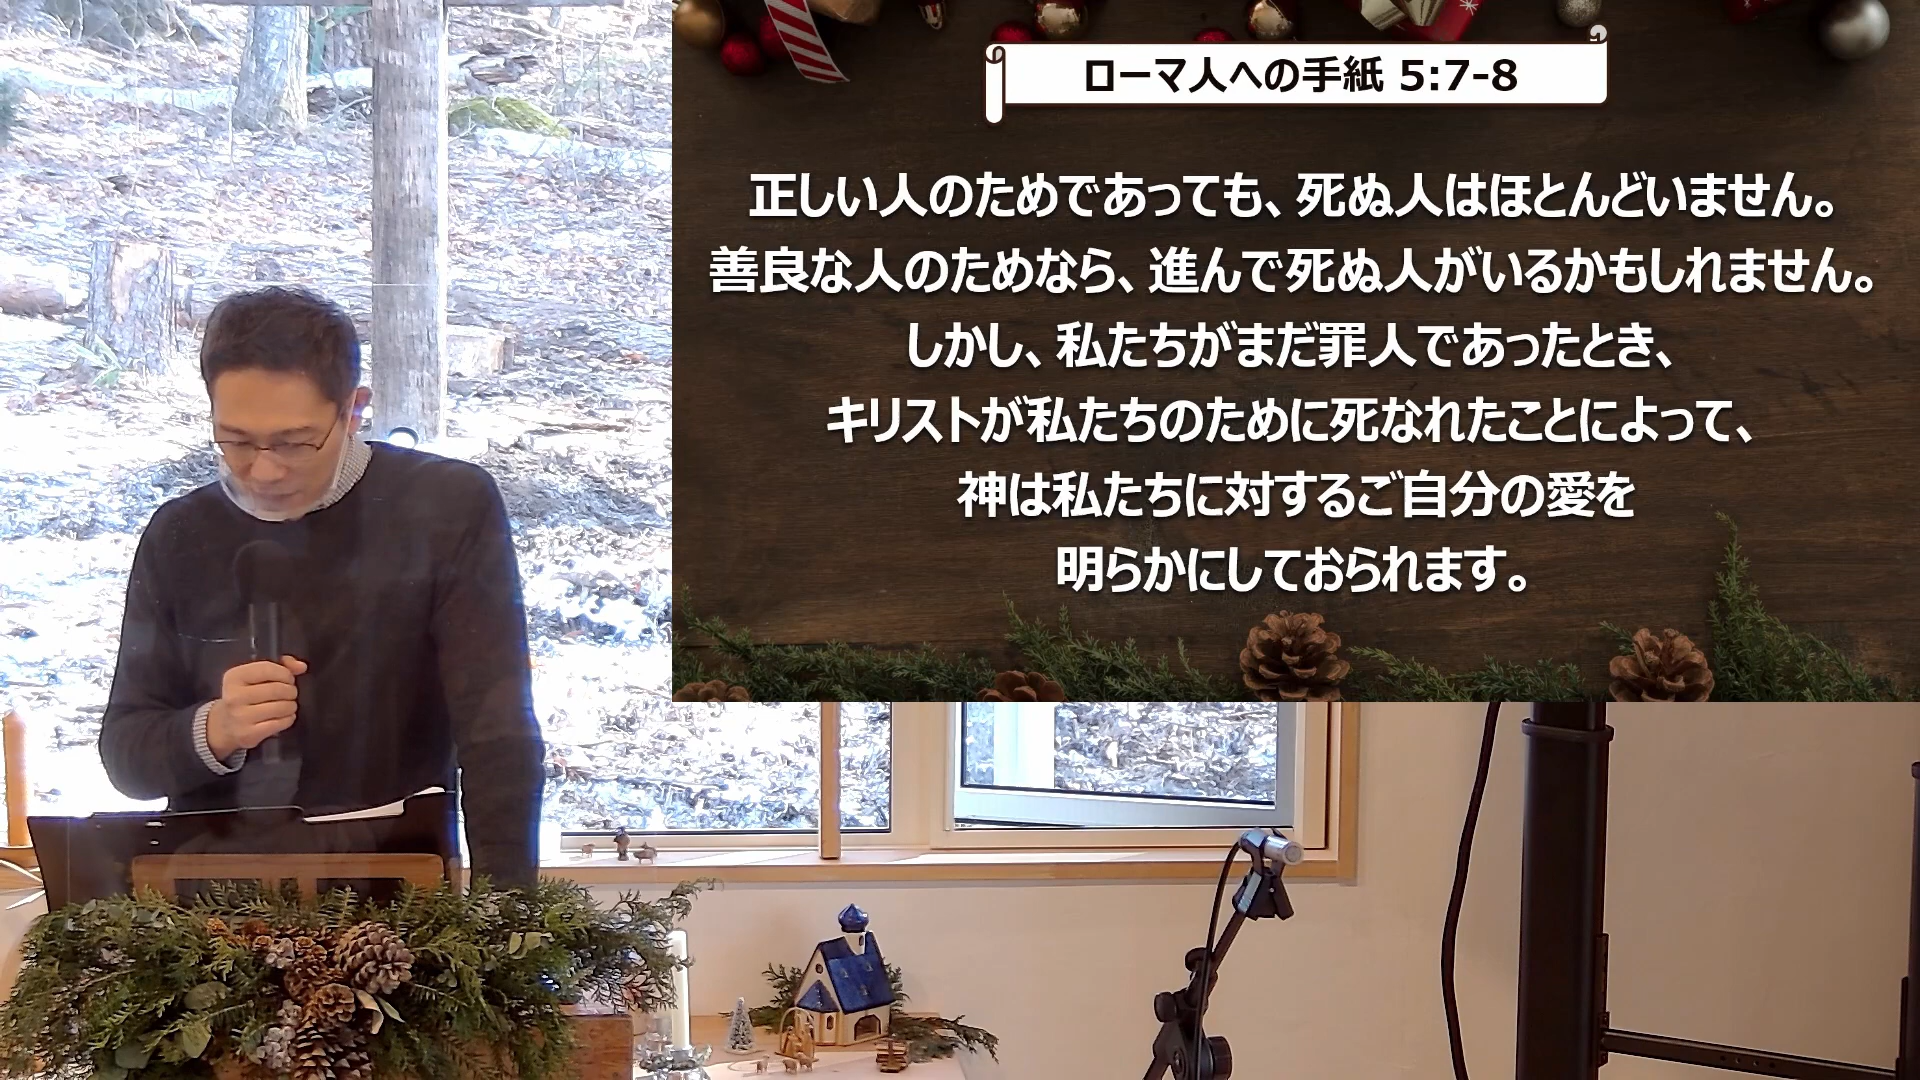 ローマ人への手紙 5:7-8
正しい人のためであっても、死ぬ人はほとんどいません。
善良な人のためなら、進んで死ぬ人がいるかもしれません。
しかし、私たちがまだ罪人であったとき、
キリストが私たちのために死なれたことによって、
神は私たちに対するご自分の愛を
明らかにしておられます。